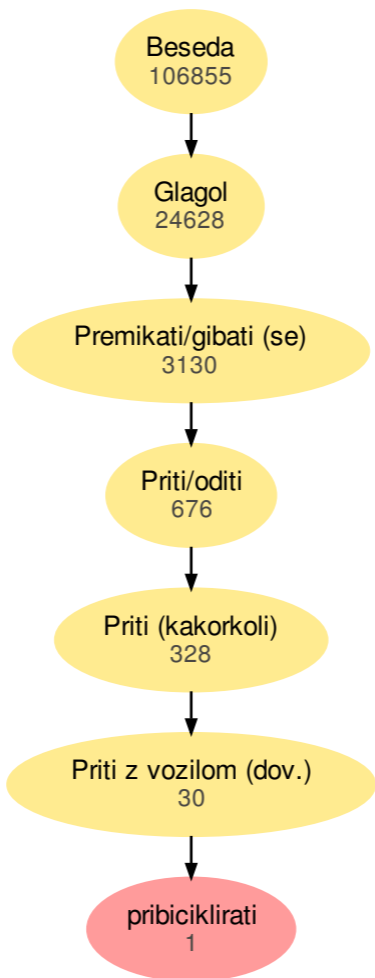 Beseda
106855
Glagol
24628
Premikati/gibati (se)
3130
Priti/oditi
676
Priti (kakorkoli)
328
Priti z vozilom (dov.)
30
pribiciklirati
1